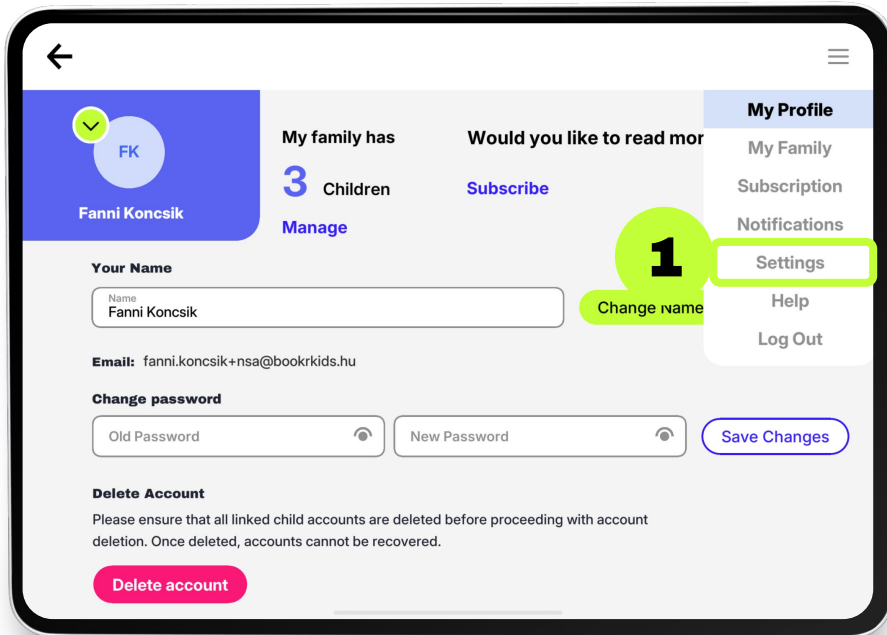 FK
Fanni Koncsik
My family has
3 Children
Manage
Would you like to read mor
Subscribe
My Profile
My Family
Subscription
Notifications
Settings
Help
Log Out
1
Your Name
Name
Fanni Koncsik
Change Name
Email: fanni.koncsik+nsa@bookrkids.hu
Change password
Old Password
New Password
Save Changes
Delete Account
Please ensure that all linked child accounts are deleted before proceeding with account
deletion. Once deleted, accounts cannot be recovered.
Delete account